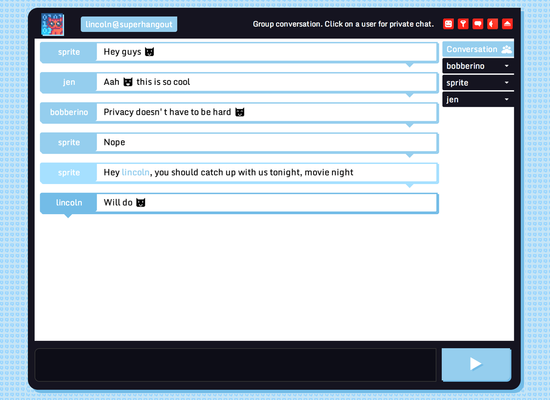 lincoln@superhangout
Group conversation. Click on a user for private chat.
Conversation
sprite Hey guys
bobberino
sprite
jen
jen Aah this is so cool
bobberino Privacy doesn't have to be hard
sprite Nope
sprite Hey lincoln, you should catch up with us tonight, movie night
lincoln Will do